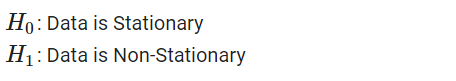 H₀: Data is Stationary
H₁: Data is Non-Stationary